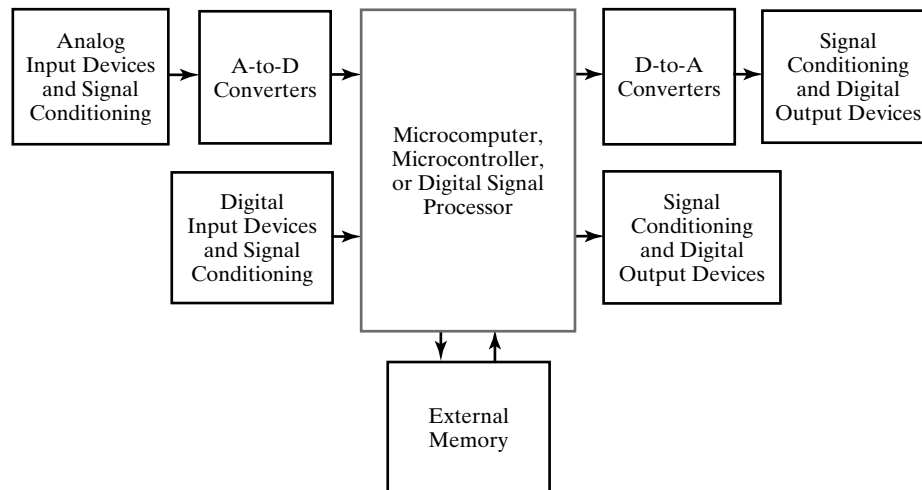 Analog
Input Devices
and Signal
Conditioning
A-to-D
Converters
Microcomputer,
Microcontroller,
or Digital Signal
Processor
D-to-A
Converters
Signal
Conditioning
and Digital
Output Devices
Digital
Input Devices
and Signal
Conditioning
Signal
Conditioning
and Digital
Output Devices
External
Memory